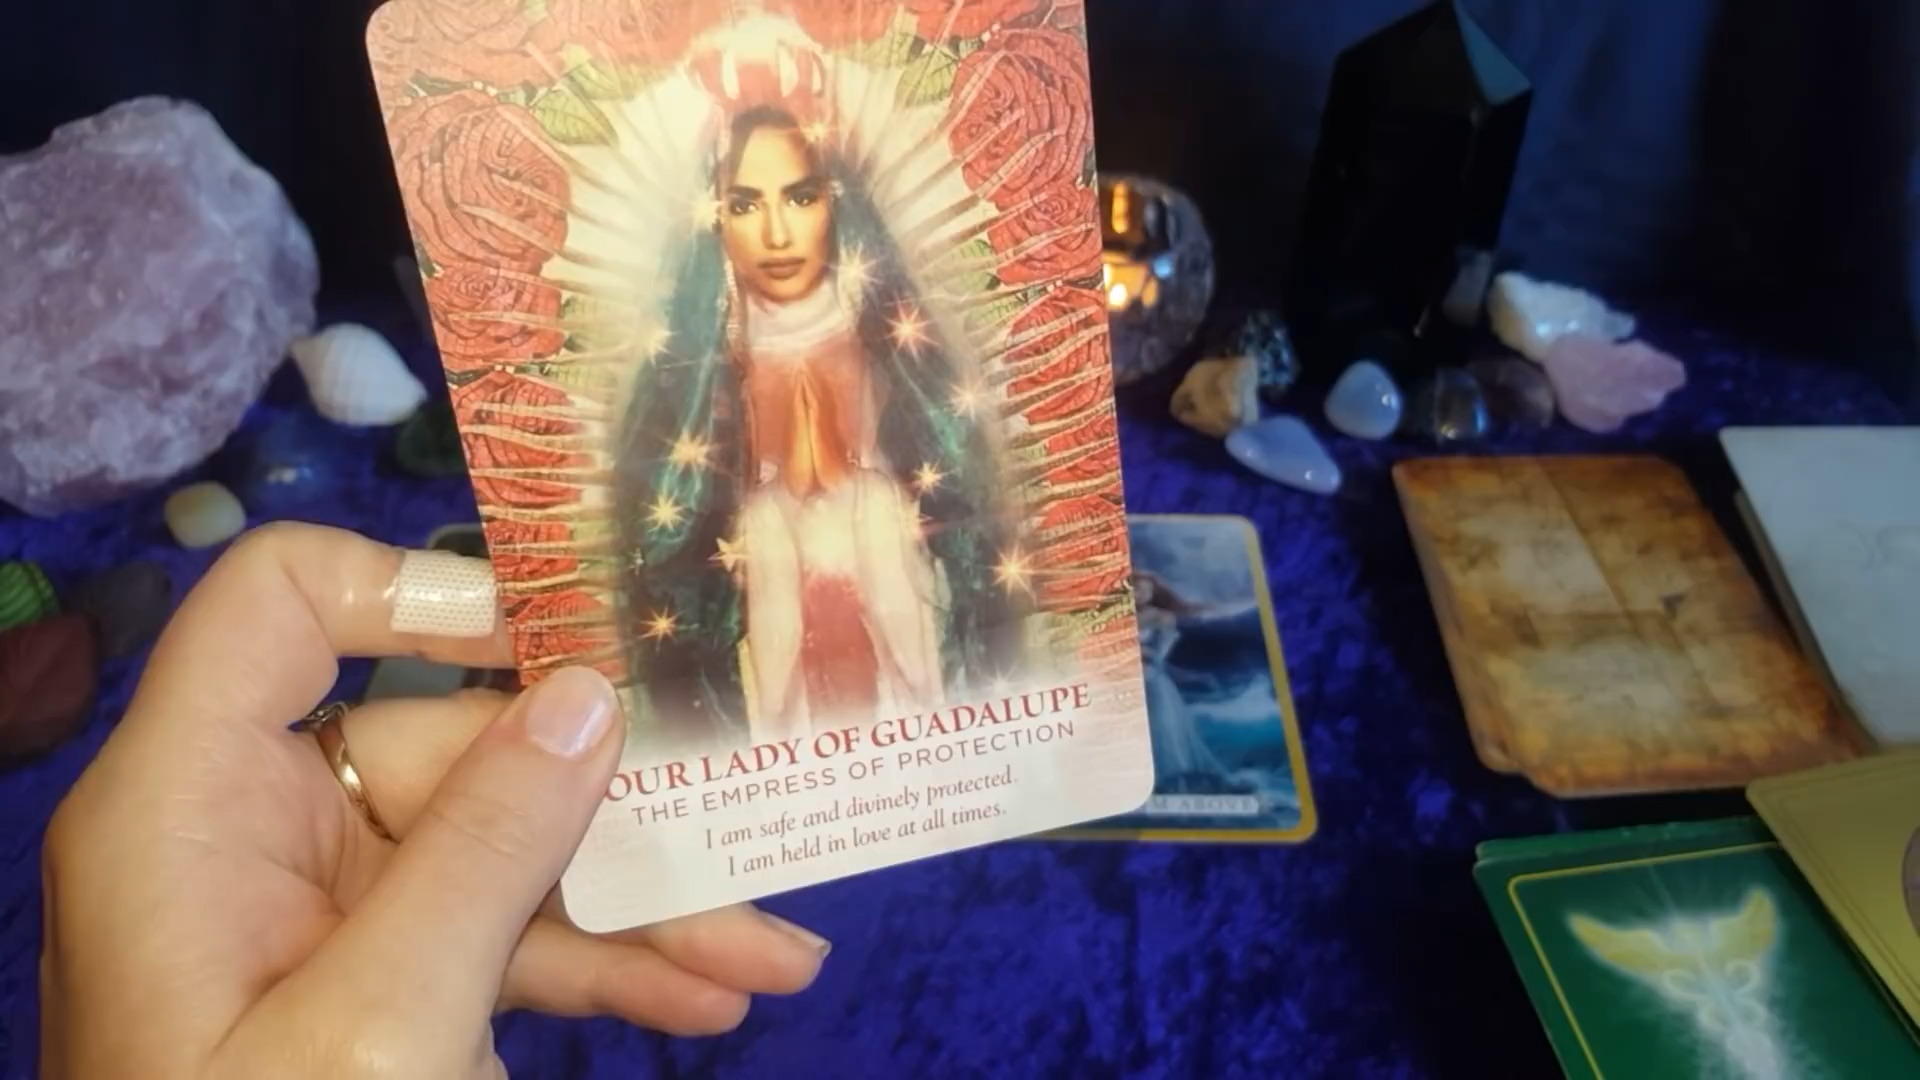 OUR LADY OF GUADALUPE
THE EMPRESS OF PROTECTION
I am safe and divinely protected.
I am held in love at all times.
ABOVE